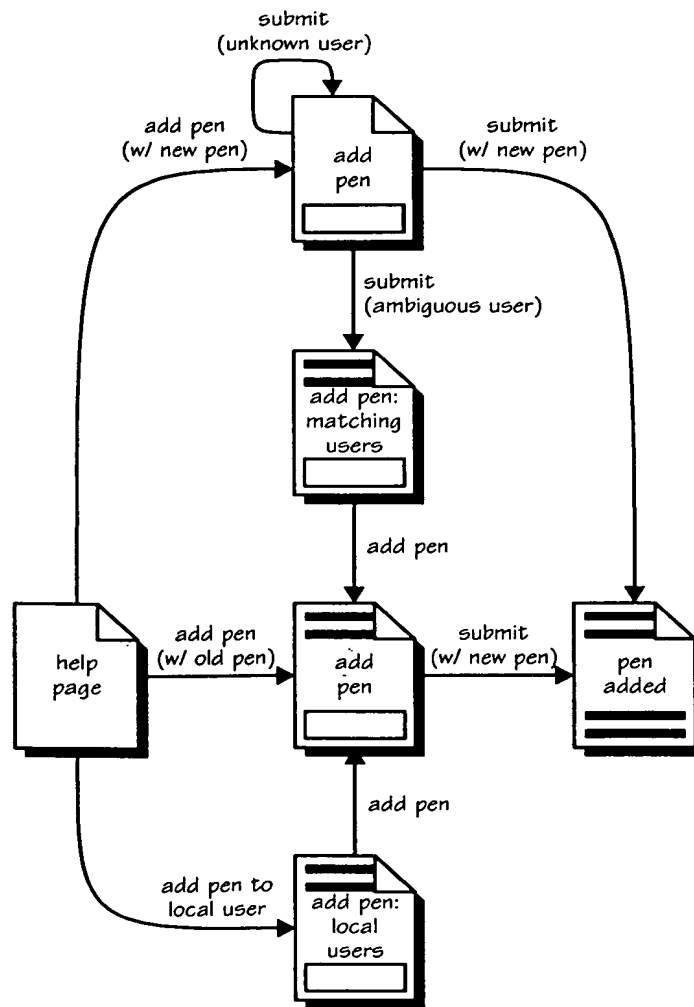 submit
(unknown user)
add pen
(w/ new pen)
submit
(w/ new pen)
add
pen
submit
(ambiguous user)
add pen:
matching
users
add pen
help
page
add pen
(w/ old pen)
add
pen
submit
(w/ new pen)
pen
added
add pen
add pen to
local user
add pen:
local
users